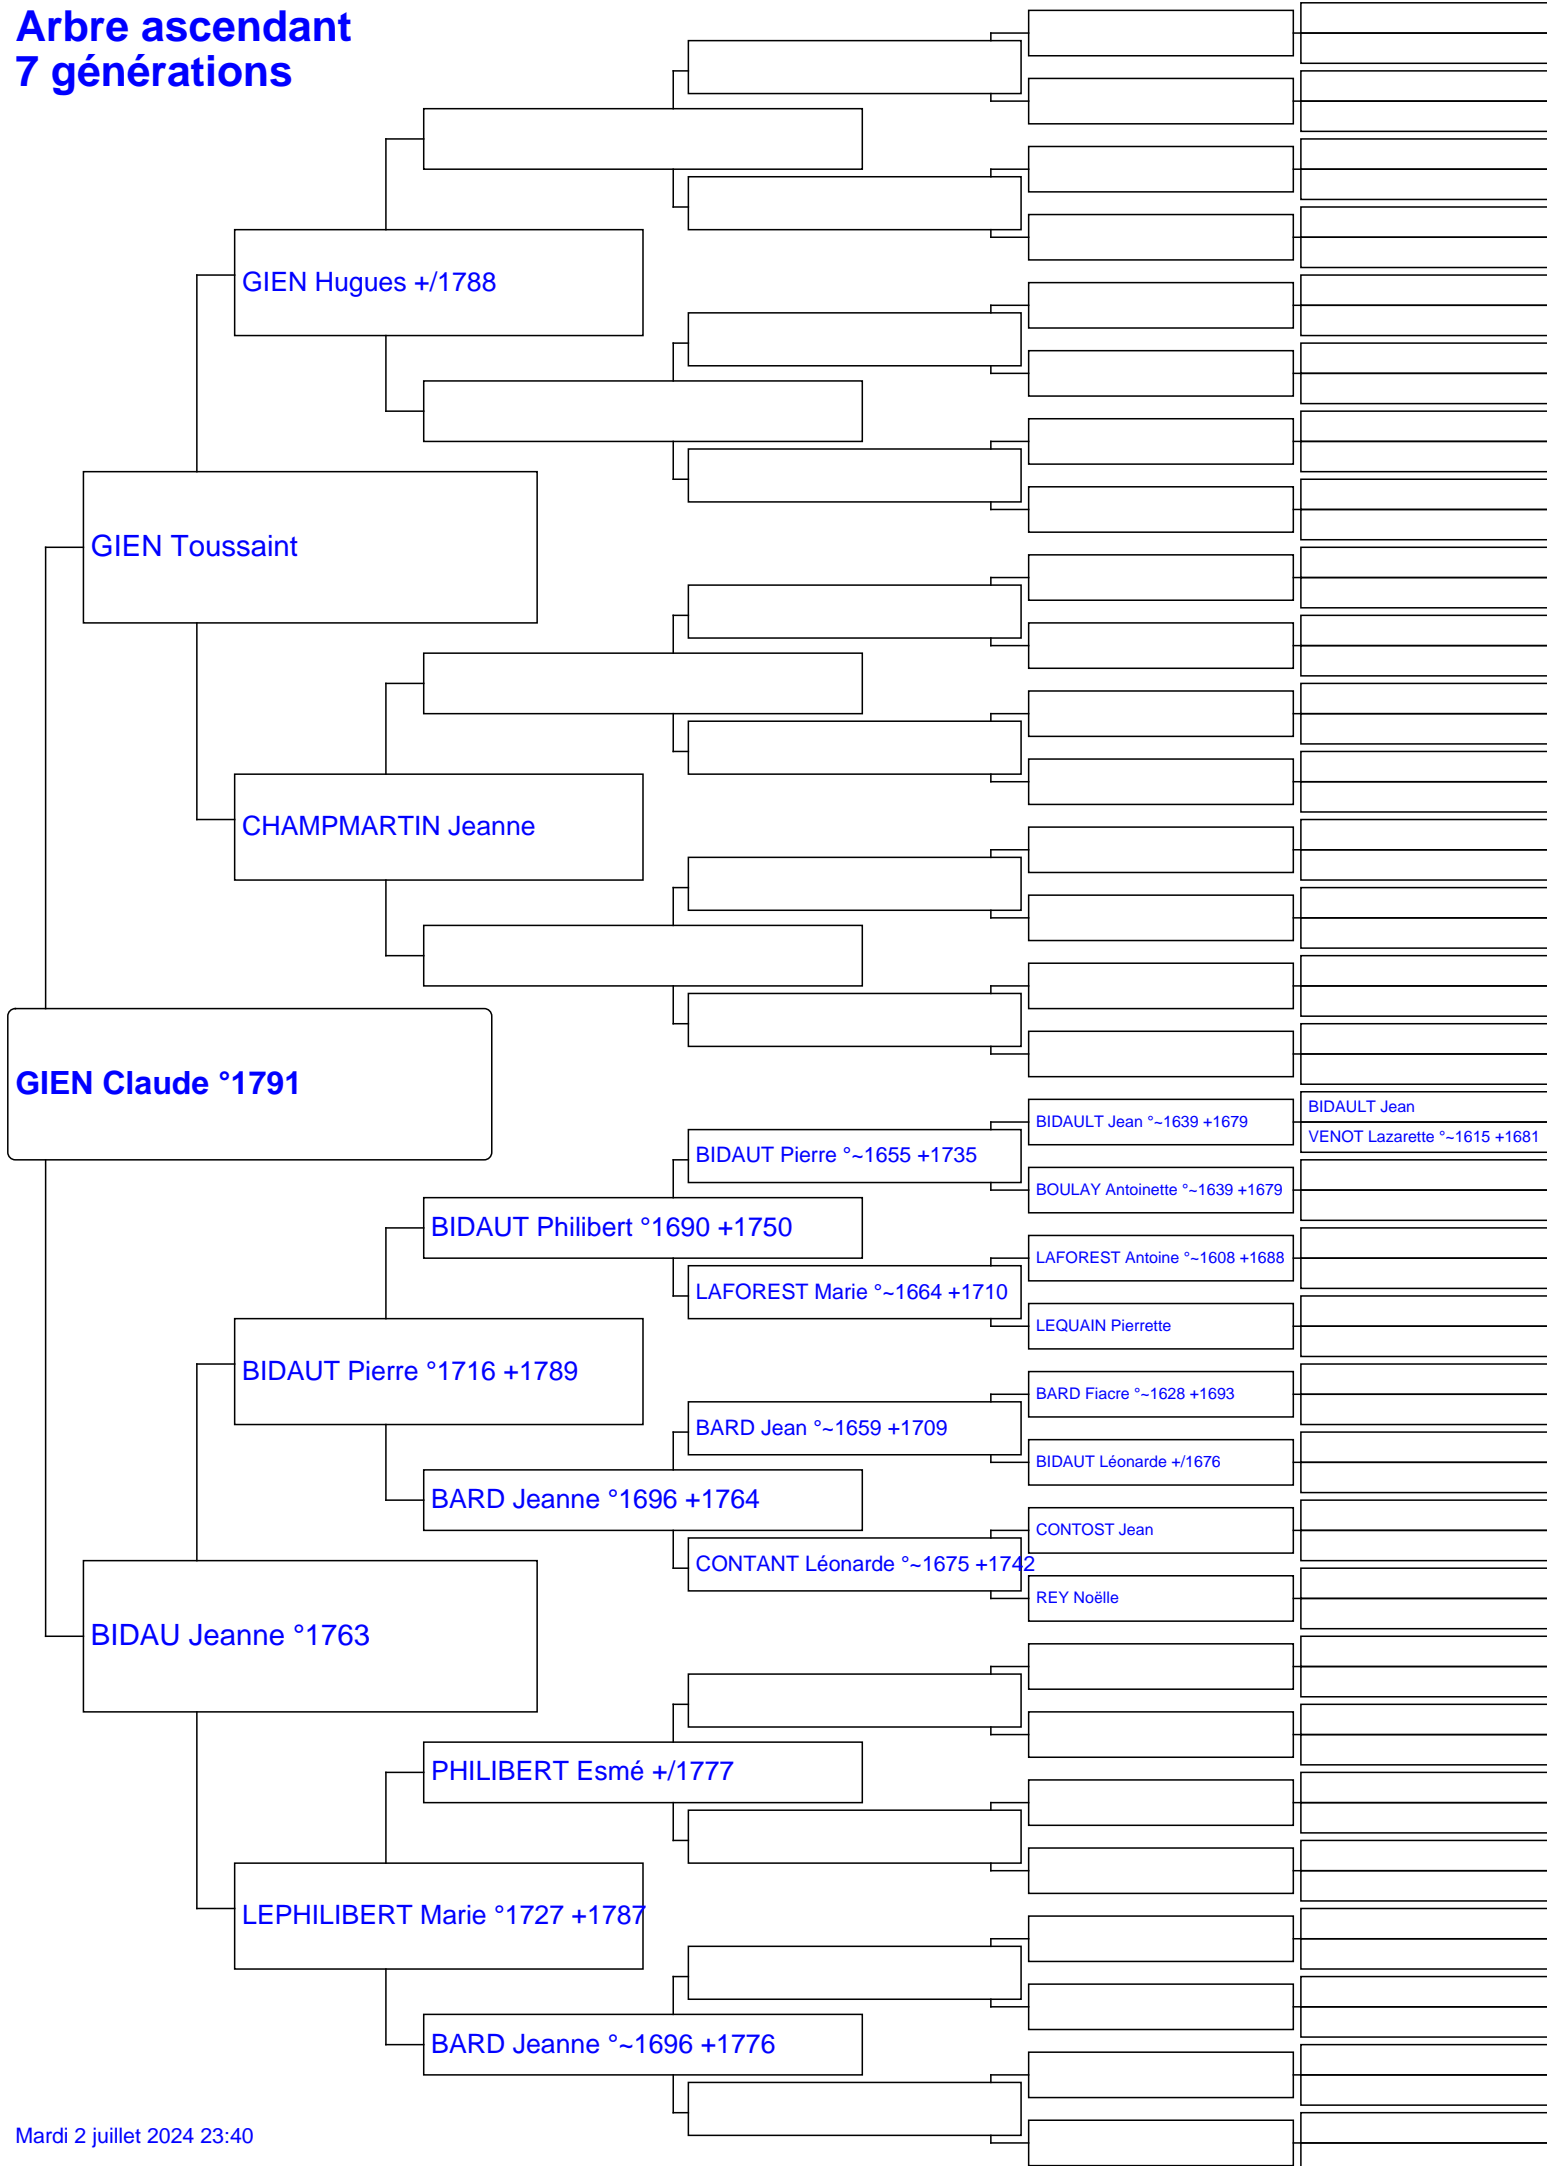 Arbre ascendant
7 générations
GIEN Hugues +/1788
GIEN Toussaint
CHAMPMARTIN Jeanne
GIEN Claude °1791
BIDAULT Jean
BIDAULT Jean °~1639 +1679
VENOT Lazarette °~1615 +1681
BIDAUT Pierre °~1655 +1735
BOULAY Antoinette °~1639 +1679
BIDAUT Philibert °1690 +1750
LAFOREST Antoine °~1608 +1688
LAFOREST Marie °~1664 +1710
LEQUAIN Pierrette
BIDAUT Pierre °1716 +1789
BARD Fiacre °~1628 +1693
BARD Jean °~1659 +1709
BIDAUT Léonarde +/1676
BARD Jeanne °1696 +1764
CONTOST Jean
CONTANT Léonarde °~1675 +1742
REY Noëlle
BIDAU Jeanne °1763
PHILIBERT Esmé +/1777
LEPHILIBERT Marie °1727 +1787
BARD Jeanne °~1696 +1776
Mardi 2 juillet 2024 23:40